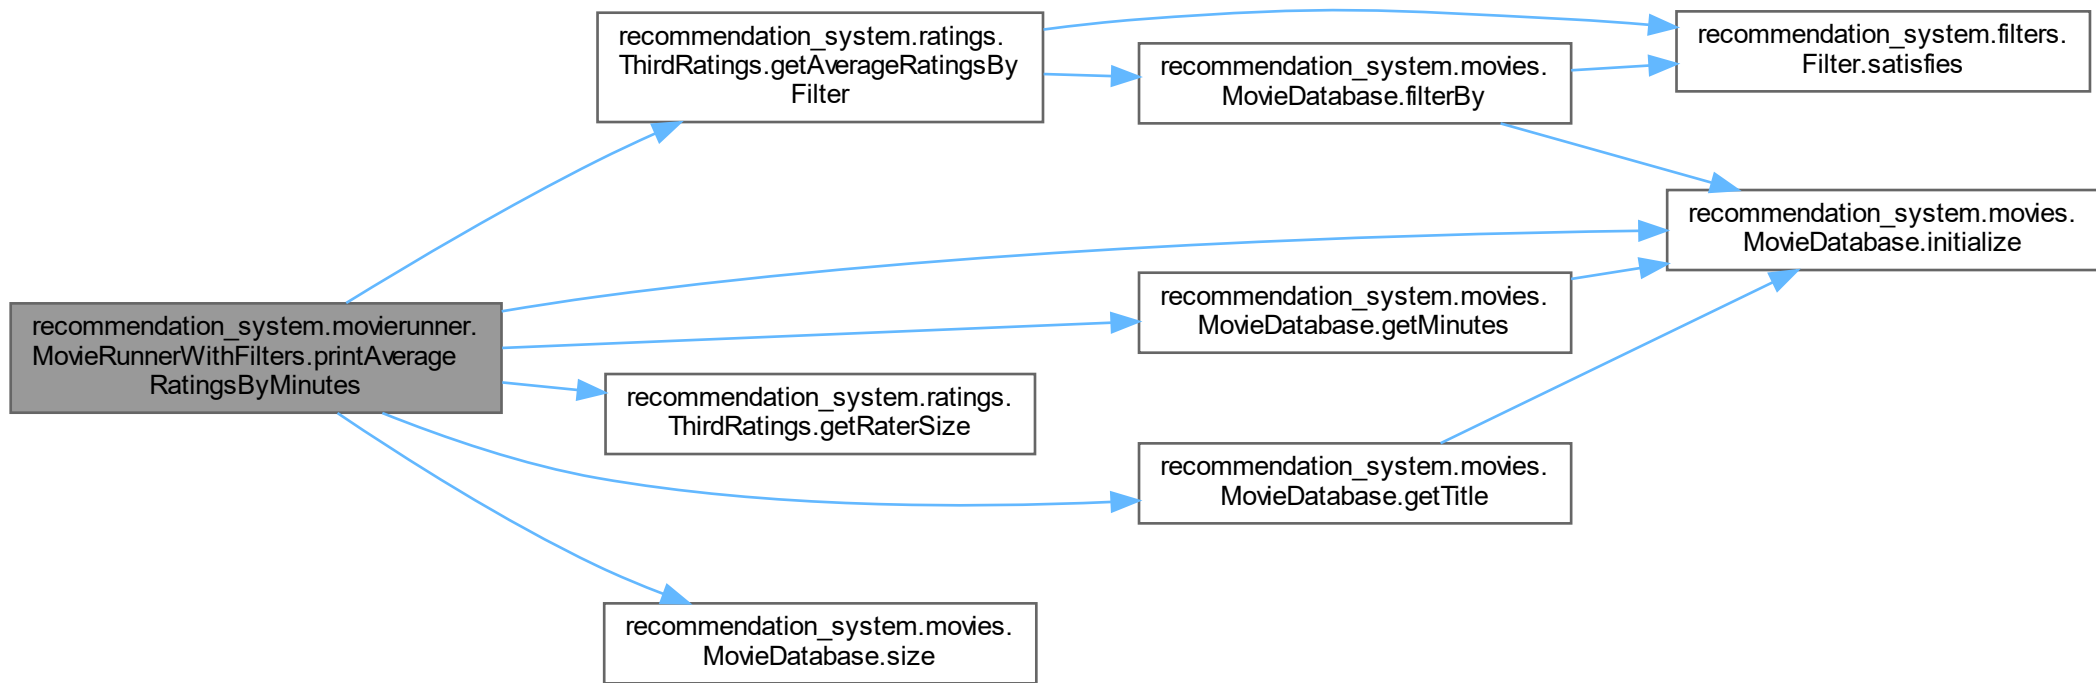 recommendation_system.ratings.
ThirdRatings.getAverageRatingsBy
Filter
recommendation_system.filters.
Filter.satisfies
recommendation_system.movies.
MovieDatabase.filterBy
recommendation_system.movies.
MovieDatabase.initialize
recommendation_system.movierunner.
MovieRunnerWithFilters.printAverage
RatingsByMinutes
recommendation_system.movies.
MovieDatabase.getMinutes
recommendation_system.ratings.
ThirdRatings.getRaterSize
recommendation_system.movies.
MovieDatabase.getTitle
recommendation_system.movies.
MovieDatabase.size